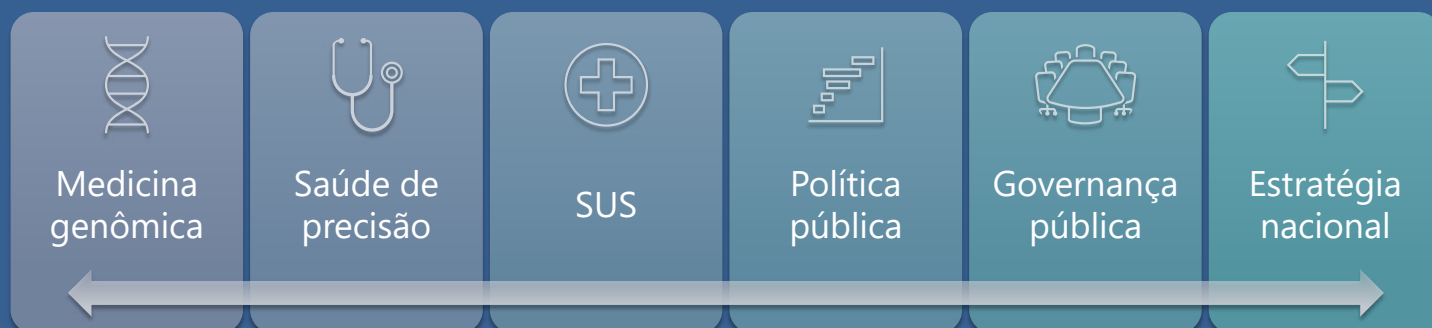 Medicina
genômica
Saúde de
precisão
SUS
Política
pública
Governança
pública
Estratégia
nacional